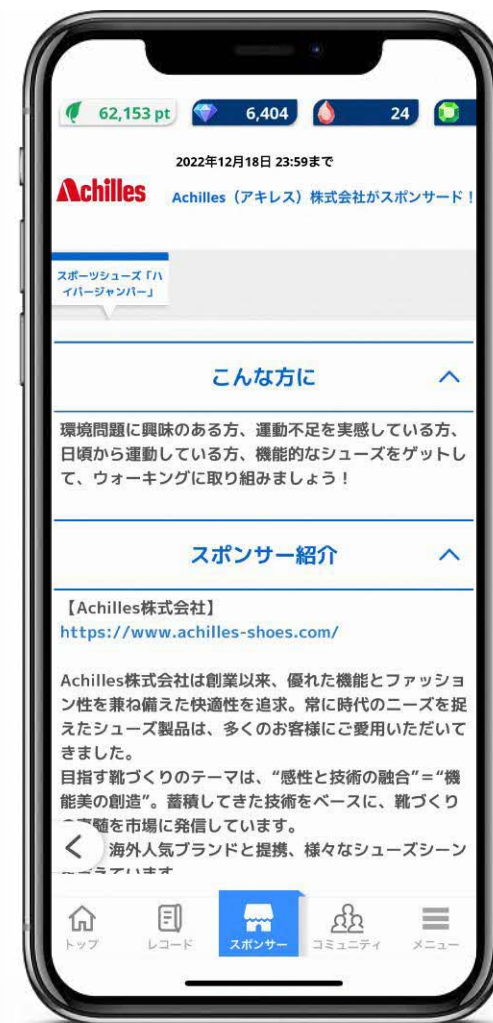 62,153 pt 6,404 24
2022年12月18日 23:59まで
Achilles Achilles（アキレス）株式会社がスポンサード！
スポーツシューズ「ハ
イパージャンパー」
こんな方に
環境問題に興味のある方、運動不足を実感している方、
日頃から運動している方、機能的なシューズをゲットし
て、ウォーキングに取り組みましょう！
スポンサー紹介
【Achilles株式会社】
https://www.achilles-shoes.com/
Achilles株式会社は創業以来、優れた機能とファッショ
ン性を兼ね備えた快適性を追求。常に時代のニーズを捉
えたシューズ製品は、多くのお客様にご愛用いただいて
きました。
目指す靴づくりのテーマは、“感性と技術の融合”＝“機
能美の創造”。蓄積してきた技術をベースに、靴づくり
髄を市場に発信しています。
海外人気ブランドと提携、様々なシューズシーン
トップ レコード スポンサー コミュニティ メニュー